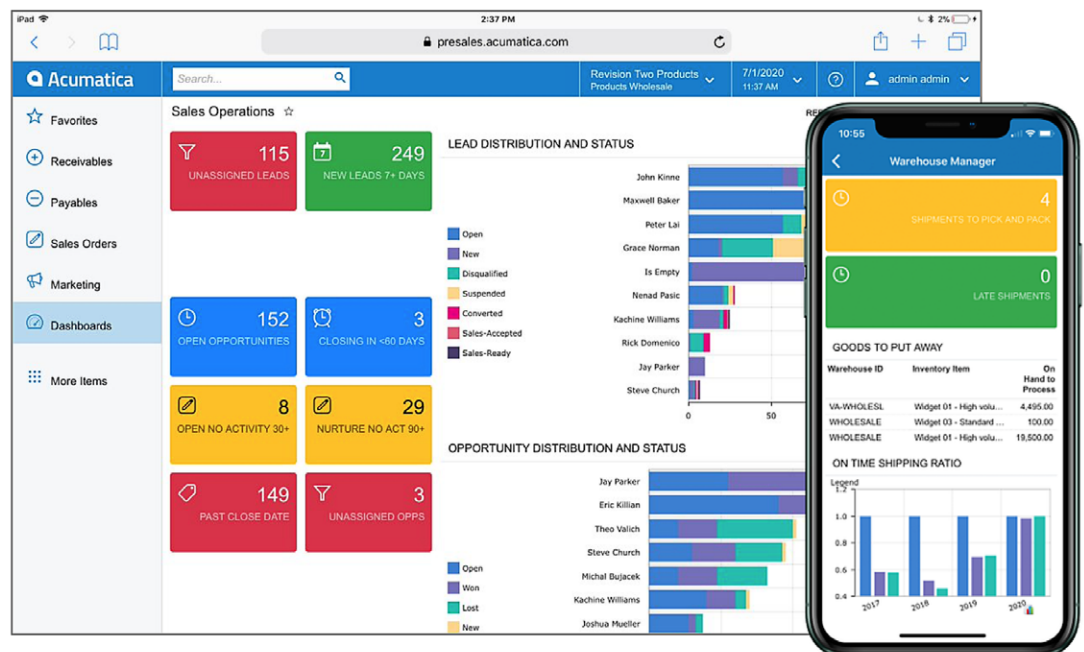 iPad
2:37 PM
2%
presales.acumatica.com
Acumatica
Search...
Revision Two Products
Products Wholesale
7/1/2020
11:37 AM
admin admin
Favorites
Receivables
Payables
Sales Orders
Marketing
Dashboards
More Items
Sales Operations
115
UNASSIGNED LEADS
7
249
NEW LEADS 7+ DAYS
152
OPEN OPPORTUNITIES
3
CLOSING IN <60 DAYS
8
OPEN NO ACTIVITY 30+
29
NURTURE NO ACT 90+
149
PAST CLOSE DATE
3
UNASSIGNED OPPS
LEAD DISTRIBUTION AND STATUS
Open
New
Disqualified
Suspended
Converted
Sales-Accepted
Sales-Ready
John Kinne
Maxwell Baker
Peter Lai
Grace Norman
Is Empty
Nenad Pasic
Kachine Williams
Rick Domenico
Jay Parker
Steve Church
0 50
OPPORTUNITY DISTRIBUTION AND STATUS
Open
Won
Lost
New
Jay Parker
Eric Killian
Theo Valich
Steve Church
Michal Bujacek
Kachine Williams
Joshua Mueller
10:55
Warehouse Manager
4
SHIPMENTS TO PICK AND PACK
0
LATE SHIPMENTS
GOODS TO PUT AWAY
Warehouse ID Inventory Item On
Hand to
Process
VA-WHOLESL Widget 01 - High volu... 4,495.00
WHOLESALE Widget 03 - Standard ... 100.00
WHOLESALE Widget 01 - High volu... 19,500.00
ON TIME SHIPPING RATIO
Legend
1.2
1.0
0.8
0.6
0.4
2017 2018 2019 2020